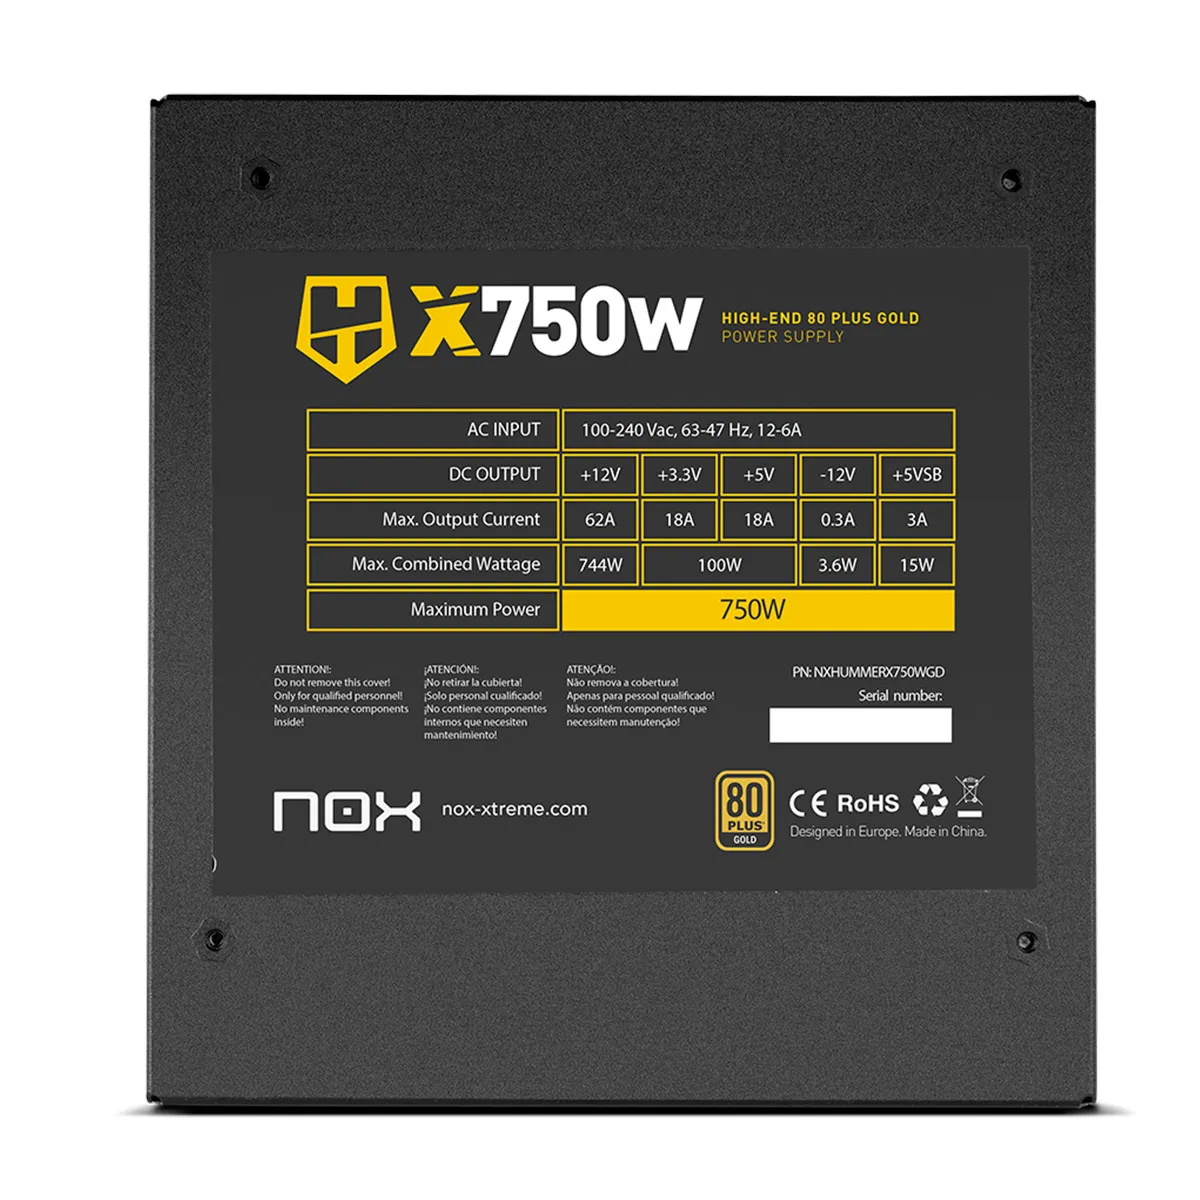 X750W
HIGH-END 80 PLUS GOLD
POWER SUPPLY
AC INPUT 100-240 Vac, 63-47 Hz, 12-6A
DC OUTPUT +12V +3.3V +5V -12V +5VSB
Max. Output Current 62A 18A 18A 0.3A 3A
Max. Combined Wattage 744W 100W 3.6W 15W
Maximum Power 750W
ATTENTION!:
Do not remove this cover!
Only for qualified personnel!
No maintenance components
inside!
¡ATENCIÓN!:
¡No retirar la cubierta!
¡Solo personal cualificado!
¡No contiene componentes
internos que necesiten
mantenimiento!
ATENÇÃO!:
Não remova a cobertura!
Apenas para pessoal qualificado!
Não contém componentes que
necessitem manutenção!
PN: NXHUMMERX750WGD
Serial number:
nox
nox-xtreme.com
80
PLUS
GOLD
CE RoHS
Designed in Europe. Made in China.